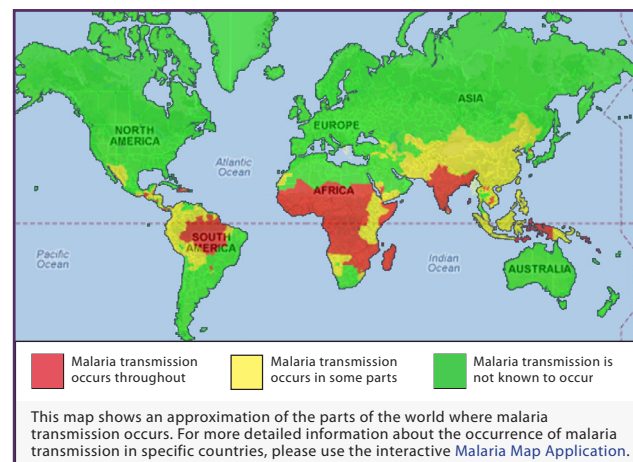 NORTH
AMERICA
EUROPE
ASIA
Atlantic
Ocean
AFRICA
Pacific
Ocean
SOUTH
AMERICA
Indian
Ocean
AUSTRALIA
Malaria transmission
occurs throughout
Malaria transmission
occurs in some parts
Malaria transmission is
not known to occur
This map shows an approximation of the parts of the world where malaria
transmission occurs. For more detailed information about the occurrence of malaria
transmission in specific countries, please use the interactive Malaria Map Application.